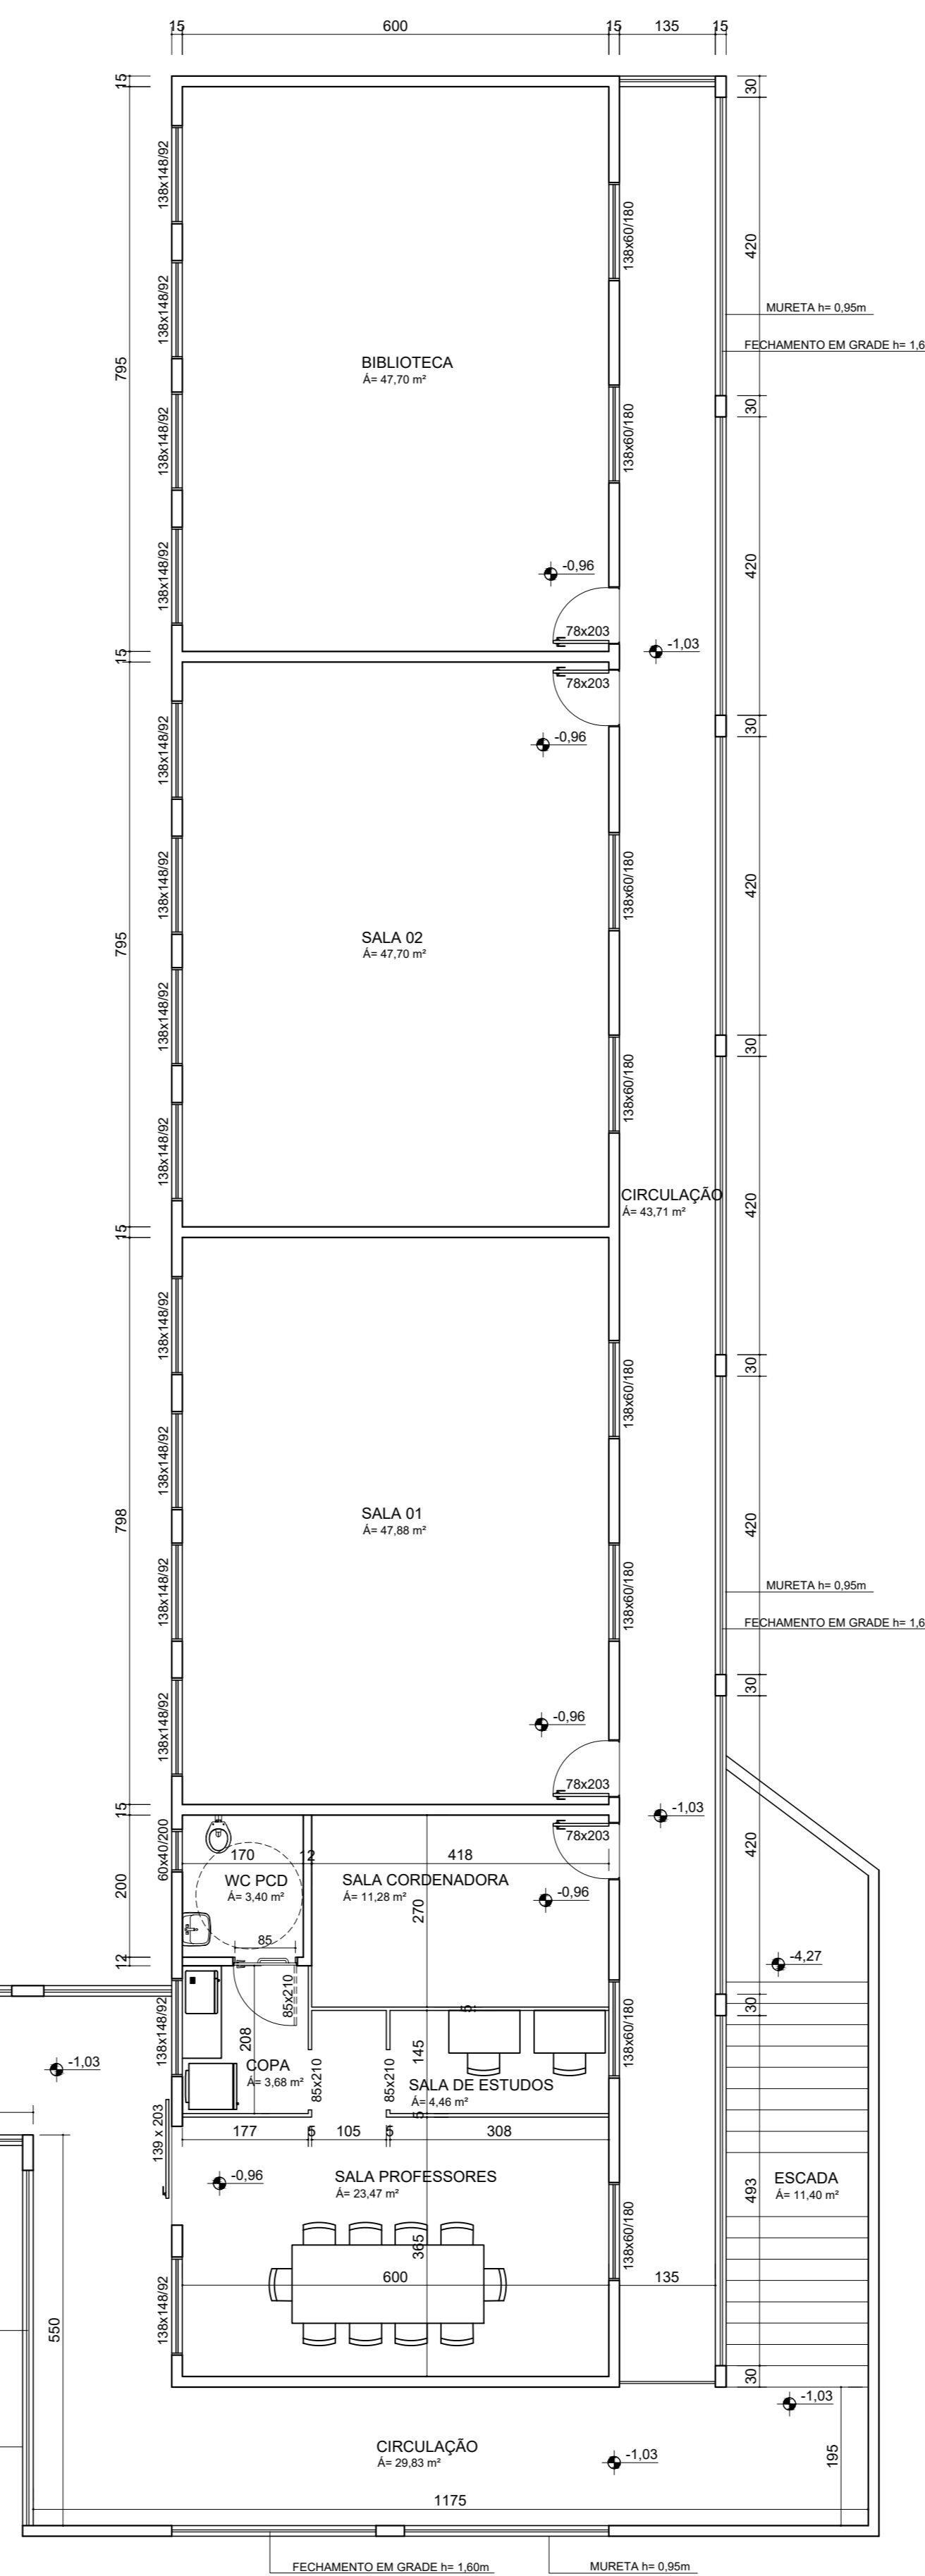 15
600
15
135
15
15
30
138x148/92
138x60/180
420
138x148/92
MURETA h= 0,95m
FECHAMENTO EM GRADE h= 1,6
BIBLIOTECA
Á= 47,70 m²
795
30
138x148/92
138x60/180
138x148/92
-0,96
420
78x203
15
-1,03
78x203
30
138x148/92
-0,96
138x148/92
138x60/180
420
SALA 02
Á= 47,70 m²
795
138x148/92
30
138x60/180
138x148/92
CIRCULAÇÃO
Á= 43,71 m²
420
15
138x148/92
30
138x60/180
138x148/92
SALA 01
Á= 47,88 m²
798
420
138x148/92
138x60/180
MURETA h= 0,95m
FECHAMENTO EM GRADE h= 1,6
30
138x148/92
-0,96
78x203
15
-1,03
78x203
60x40/200
170
12
418
420
WC PCD
Á= 3,40 m²
SALA CORDENADORA
Á= 11,28 m²
200
-0,96
270
85
12
-4,27
85x210
30
5
138x148/92
208
145
138x60/180
-1,03
COPA
Á= 3,68 m²
85x210
85x210
SALA DE ESTUDOS
Á= 4,46 m²
5
139 x 203
177
5
105
5
308
-0,96
SALA PROFESSORES
Á= 23,47 m²
493
ESCADA
Á= 11,40 m²
138x60/180
365
600
135
138x148/92
550
30
-1,03
CIRCULAÇÃO
Á= 29,83 m²
-1,03
195
1175
FECHAMENTO EM GRADE h= 1,60m
MURETA h= 0,95m